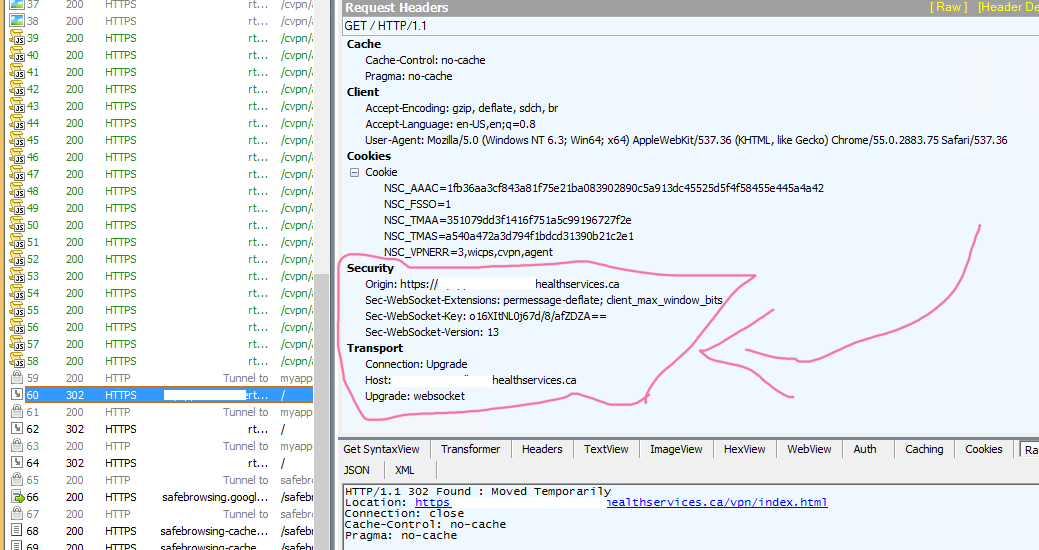 37 200 HTTPS rt... /cvpn/
38 200 HTTPS rt... /cvpn/
39 200 HTTPS rt... /cvpn/
40 200 HTTPS rt... /cvpn/
41 200 HTTPS rt... /cvpn/
42 200 HTTPS rt... /cvpn/
43 200 HTTPS rt... /cvpn/
44 200 HTTPS rt... /cvpn/
45 200 HTTPS rt... /cvpn/
46 200 HTTPS rt... /cvpn/
47 200 HTTPS rt... /cvpn/
48 200 HTTPS rt... /cvpn/
49 200 HTTPS rt... /cvpn/
50 200 HTTPS rt... /cvpn/
51 200 HTTPS rt... /cvpn/
52 200 HTTPS rt... /cvpn/
53 200 HTTPS rt... /cvpn/
54 200 HTTPS rt... /cvpn/
55 200 HTTPS rt... /cvpn/
56 200 HTTPS rt... /cvpn/
57 200 HTTPS rt... /cvpn/
58 200 HTTPS rt... /cvpn/
59 200 HTTP Tunnel to myapp
60 302 HTTPS ert... /
61 200 HTTP Tunnel to myapp
62 302 HTTPS rt... /
63 200 HTTP Tunnel to myapp
64 302 HTTPS rt... /
65 200 HTTP Tunnel to safebr
66 200 HTTPS safebrowsing.googl... /safeb
67 200 HTTP Tunnel to safebr
68 200 HTTPS safebrowsing-cache... /safeb
69 200 HTTPS safebrowsing-cache... /safeb
Request Headers [ Raw ] [Header De
GET / HTTP/1.1
Cache
Cache-Control: no-cache
Pragma: no-cache
Client
Accept-Encoding: gzip, deflate, sdch, br
Accept-Language: en-US,en;q=0.8
User-Agent: Mozilla/5.0 (Windows NT 6.3; Win64; x64) AppleWebKit/537.36 (KHTML, like Gecko) Chrome/55.0.2883.75 Safari/537.36
Cookies
Cookie
NSC_AAAC=1fb36aa3cf843a81f75e21ba083902890c5a913dc45525d5f4f58455e445a4a42
NSC_FSSO=1
NSC_TMAA=351079dd3f1416f751a5c99196727f2e
NSC_TMAS=a540a472a3d794f1bdcd31390b21c2e1
NSC_VPNERR=3,wicps,cvpn,agent
Security
Origin: https:/ healthservices.ca
Sec-WebSocket-Extensions: permessage-deflate; client_max_window_bits
Sec-WebSocket-Key: o16XItNL0j67d/8/afZDZA==
Sec-WebSocket-Version: 13
Transport
Connection: Upgrade
Host: healthservices.ca
Upgrade: websocket
Get SyntaxView Transformer Headers TextView ImageView HexView WebView Auth Caching Cookies Ra
JSON XML
HTTP/1.1 302 Found : Moved Temporarily
Location: https healthservices.ca/vpn/index.html
Connection: close
Cache-Control: no-cache
Pragma: no-cache